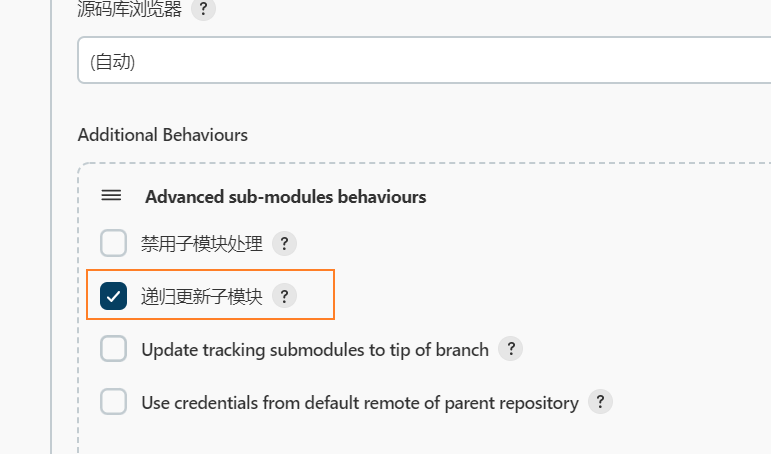 源码库浏览器 ?
(自动)
Additional Behaviours
Advanced sub-modules behaviours
禁用子模块处理 ?
递归更新子模块 ?
Update tracking submodules to tip of branch ?
Use credentials from default remote of parent repository ?